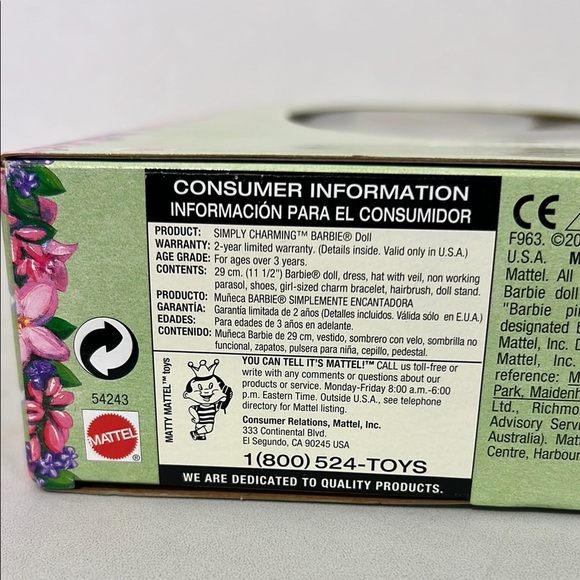 CONSUMER INFORMATION
INFORMACIÓN PARA EL CONSUMIDOR
PRODUCT: SIMPLY CHARMING™ BARBIE® Doll
WARRANTY: 2-year limited warranty. (Details inside. Valid only in U.S.A.)
AGE GRADE: For ages over 3 years.
CONTENTS: 29 cm. (11 1/2") Barbie® doll, dress, hat with veil, non working
parasol, shoes, girl-sized charm bracelet, hairbrush, doll stand.
PRODUCTO: Muñeca BARBIE® SIMPLEMENTE ENCANTADORA
GARANTÍA: Garantía limitada de 2 años (Detalles incluidos. Válida sólo en E.U.A.)
EDADES: Para edades de 3 años en adelante.
CONTENIDO: Muñeca Barbie de 29 cm, vestido, sombrero con velo, sombrilla no
funcional, zapatos, pulsera para niña, cepillo, pedestal.
MATTY MATTEL™ toys
YOU CAN TELL IT'S MATTEL!™ CALL us toll-free or
write with any comments or questions about our
products or service. Monday-Friday 8:00 a.m.-6:00
p.m. Eastern Time. Outside U.S.A., see telephone
directory for Mattel listing.
Consumer Relations, Mattel, Inc.
333 Continental Blvd.
El Segundo, CA 90245 USA
1(800) 524-TOYS
WE ARE DEDICATED TO QUALITY PRODUCTS.
54243
MATTEL
®
CE
F963. ©20
U.S.A. M
Mattel. All
Barbie doll
"Barbie pi
designated
Mattel, Inc. D
Mattel, Inc.
reference: M
Park, Maidenh
Ltd., Richmo
Advisory Servi
Australia). Matt
Centre, Harbour